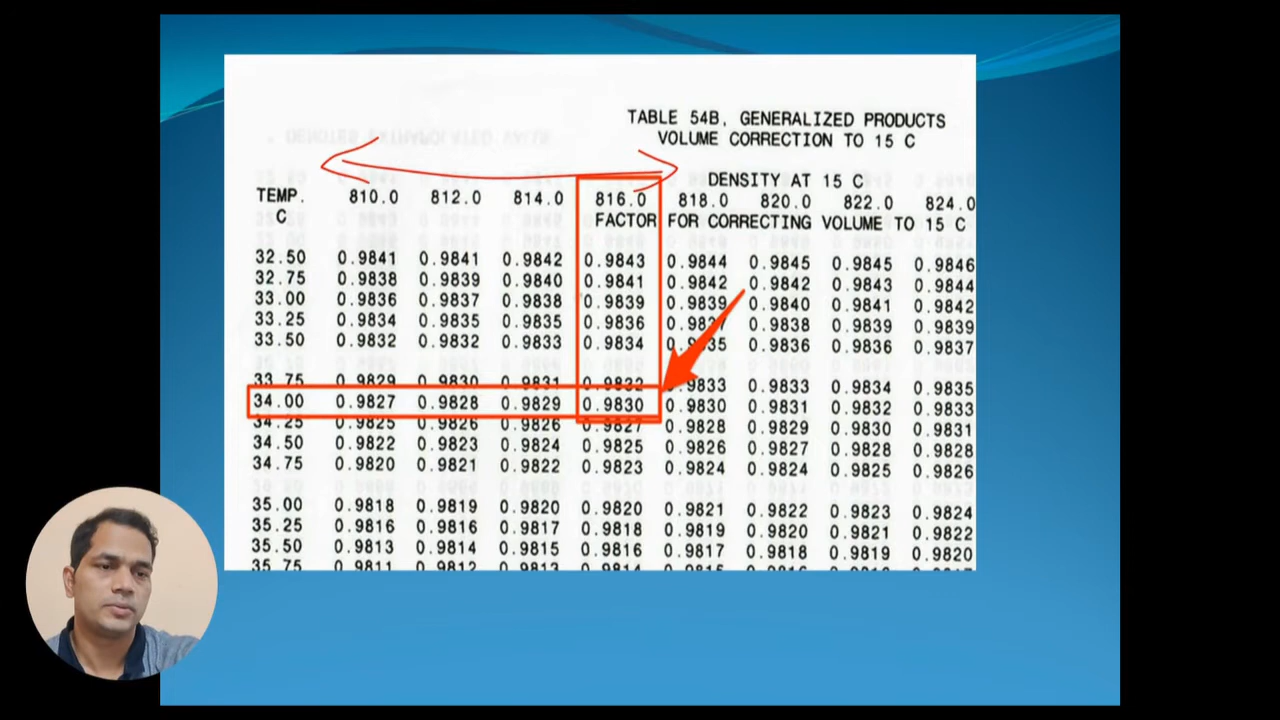 TABLE 54B. GENERALIZED PRODUCTS
VOLUME CORRECTION TO 15 C
DENSITY AT 15 C
TEMP. 810.0 812.0 814.0 816.0 818.0 820.0 822.0 824.0
C FACTOR FOR CORRECTING VOLUME TO 15 C
32.50 0.9841 0.9841 0.9842 0.9843 0.9844 0.9845 0.9845 0.9846
32.75 0.9838 0.9839 0.9840 0.9841 0.9842 0.9842 0.9843 0.9844
33.00 0.9836 0.9837 0.9838 0.9839 0.9839 0.9840 0.9841 0.9842
33.25 0.9834 0.9835 0.9835 0.9836 0.9838 0.9839 0.9839
33.50 0.9832 0.9832 0.9833 0.9834 0.9836 0.9836 0.9837
33.75 0.9829 0.9830 0.9831 0.9832 0.9833 0.9833 0.9834 0.9835
34.00 0.9827 0.9828 0.9829 0.9830 0.9830 0.9831 0.9832 0.9833
34.25 0.9825 0.9826 0.9826 0.9827 0.9828 0.9829 0.9830 0.9831
34.50 0.9822 0.9823 0.9824 0.9825 0.9826 0.9827 0.9828 0.9828
34.75 0.9820 0.9821 0.9822 0.9823 0.9824 0.9824 0.9825 0.9826
35.00 0.9818 0.9819 0.9820 0.9820 0.9821 0.9822 0.9823 0.9824
35.25 0.9816 0.9816 0.9817 0.9818 0.9819 0.9820 0.9821 0.9822
35.50 0.9813 0.9814 0.9815 0.9816 0.9817 0.9818 0.9819 0.9820
35.75 0.9811 0.9812 0.9813 0.9814